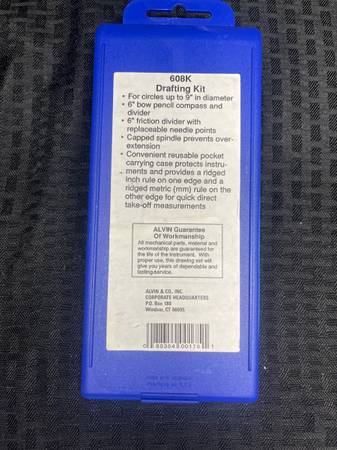 608K
Drafting Kit
• For circles up to 9" in diameter
• 6" bow pencil compass and
divider
• 6" friction divider with
replaceable needle points
• Capped spindle prevents over-
extension
• Convenient reusable pocket
carrying case protects instru-
ments and provides a ridged
inch rule on one edge and a
ridged metric (mm) rule on the
other edge for quick direct
take-off measurements
ALVIN Guarantee
Of Workmanship
All mechanical parts, material and
workmanship are guaranteed for
the life of the instrument. With
proper use, this drawing set will
give you years of dependable and
lasting service.
ALVIN & CO., INC.
CORPORATE HEADQUARTERS
P.O. Box 188
Windsor, CT 06095